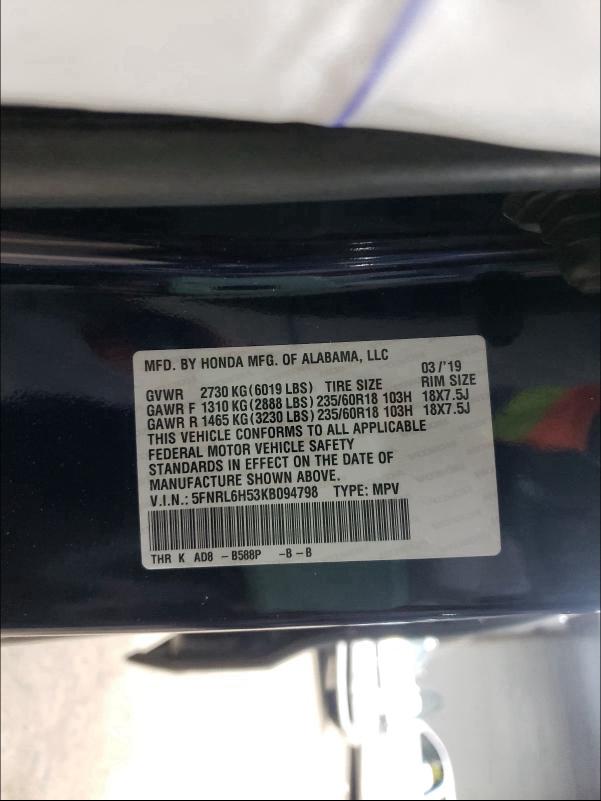 MFD. BY HONDA MFG. OF ALABAMA, LLC 03/'19
GVWR 2730 KG (6019 LBS) TIRE SIZE RIM SIZE
GAWR F 1310 KG (2888 LBS) 235/60R18 103H 18X7.5J
GAWR R 1465 KG (3230 LBS) 235/60R18 103H 18X7.5J
THIS VEHICLE CONFORMS TO ALL APPLICABLE
FEDERAL MOTOR VEHICLE SAFETY
STANDARDS IN EFFECT ON THE DATE OF
MANUFACTURE SHOWN ABOVE.
V.I.N.: 5FNRL6H53KB094798 TYPE: MPV
THR K AD8 - B588P -B - B